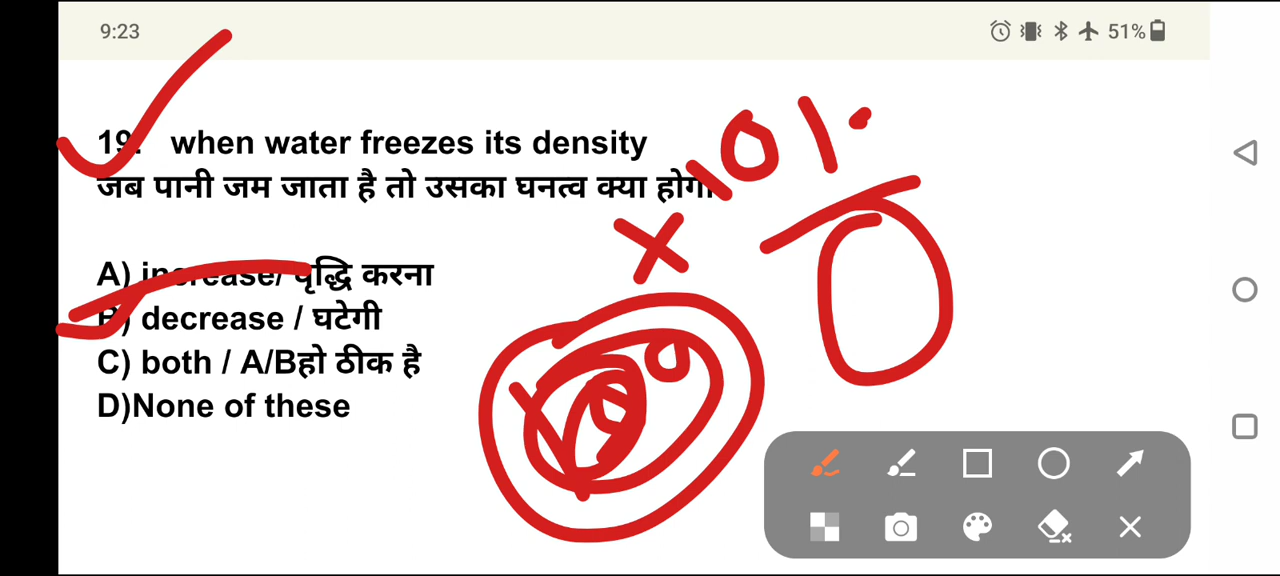 9:23
51%
19. when water freezes its density
जब पानी जम जाता है तो उसका घनत्व क्या होगा
× 10%
A) increase/ वृद्धि करना
B) decrease / घटेगी
C) both / A/Bहो ठीक है
D)None of these